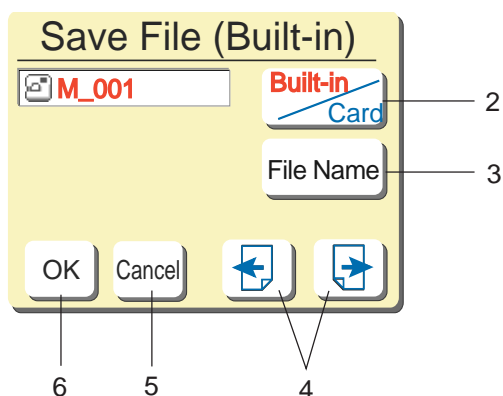 Save File (Built-in)
M_001
Built-in
Card
2
File Name
3
OK
Cancel
6
5
4